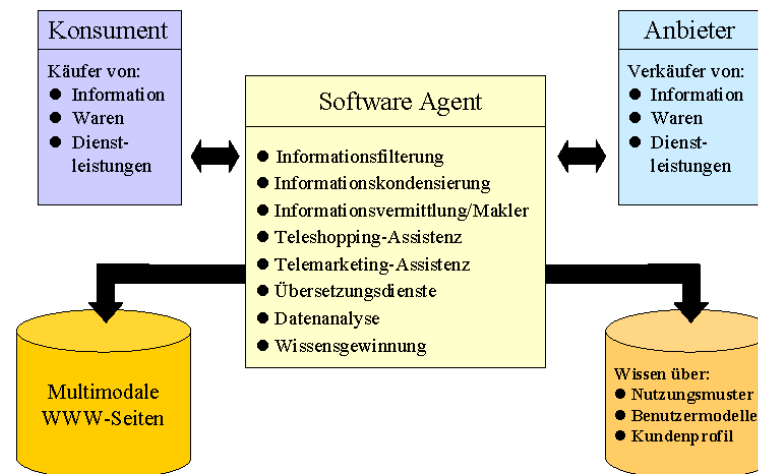 Konsument
Käufer von:
● Information
● Waren
● Dienst-
leistungen
Software Agent
● Informationsfilterung
● Informationskondensierung
● Informationsvermittlung/Makler
● Teleshopping-Assistenz
● Telemarketing-Assistenz
● Übersetzungsdienste
● Datenanalyse
● Wissensgewinnung
Anbieter
Verkäufer von:
● Information
● Waren
● Dienst-
leistungen
Multimodale
WWW-Seiten
Wissen über:
● Nutzungsmuster
● Benutzermodelle
● Kundenprofil